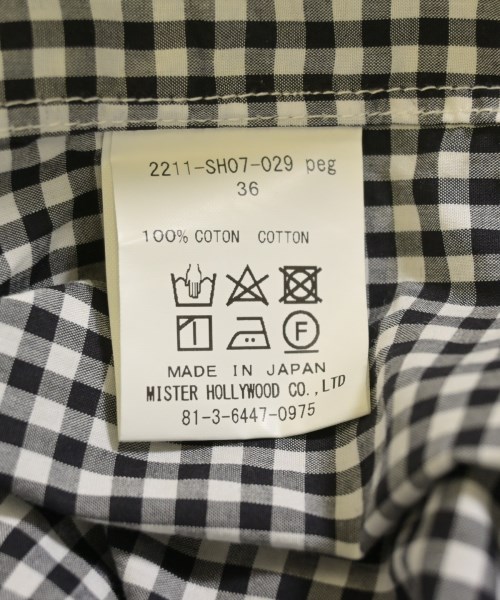 2211-SH07-029 peg
36
100% COTON COTTON
F
MADE IN JAPAN
MISTER HOLLYWOOD CO.,LTD
81-3-6447-0975